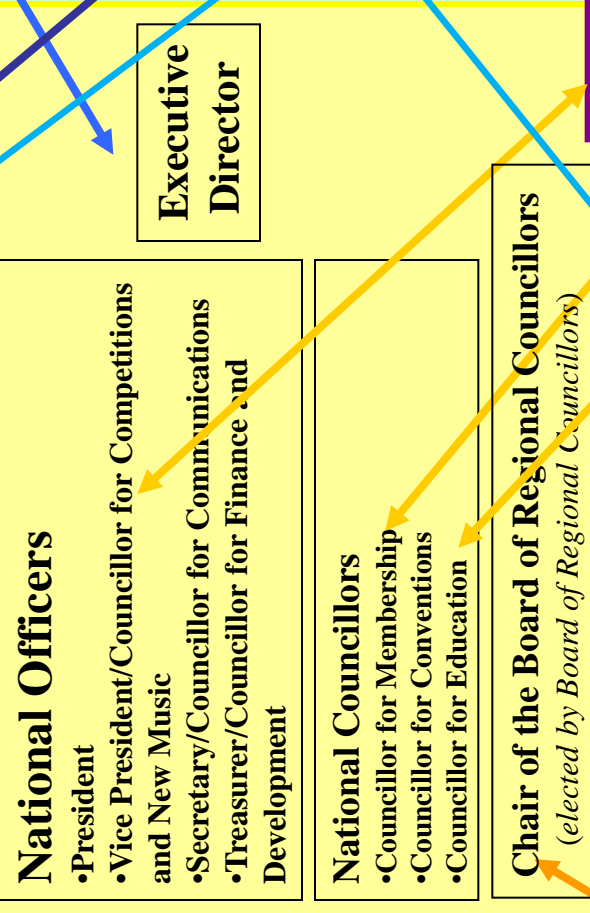 National Officers
•President
•Vice President/Councillor for Competitions
and New Music
•Secretary/Councillor for Communications
•Treasurer/Councillor for Finance and
Development
Executive
Director
National Councillors
•Councillor for Membership
•Councillor for Conventions
•Councillor for Education
Chair of the Board of Regional Councillors
(elected by Board of Regional Councillors)